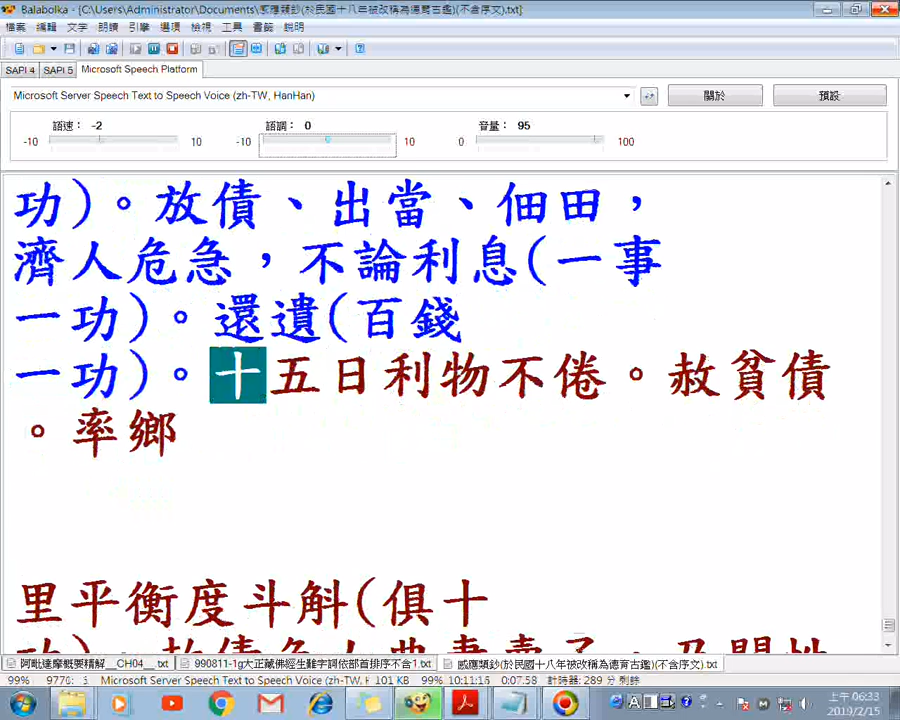 Balabolka - [C:\Users\Administrator\Documents\感應類鈔(於民國十八年被改稱為德育古鑑)(不含序文).txt]
檔案 編輯 文字 朗讀 引擎 選項 檢視 工具 書籤 說明
SAPI 4 SAPI 5 Microsoft Speech Platform
Microsoft Server Speech Text to Speech Voice (zh-TW, HanHan) 關於 預設
語速： -2 語調： 0 音量： 95
-10 10 -10 10 0 100
功)。放債、出當、佃田，
濟人危急，不論利息(一事
一功)。還遺(百錢
一功)。十五日利物不倦。赦貧債
。率鄉
里平衡度斗斛(俱十
阿毗達摩概要精解__CH04__.txt 990811-1g大正藏佛經生難字詞依部首排序不含1.txt 感應類鈔(於民國十八年被改稱為德育古鑑)(不含序文).txt
99% Microsoft Server Speech Text to Speech Voice (zh-TW, H 101 KB 99% 10:11:16 0:07:58 計時器: 289 分 剩餘
上午 06:33
2019/2/15